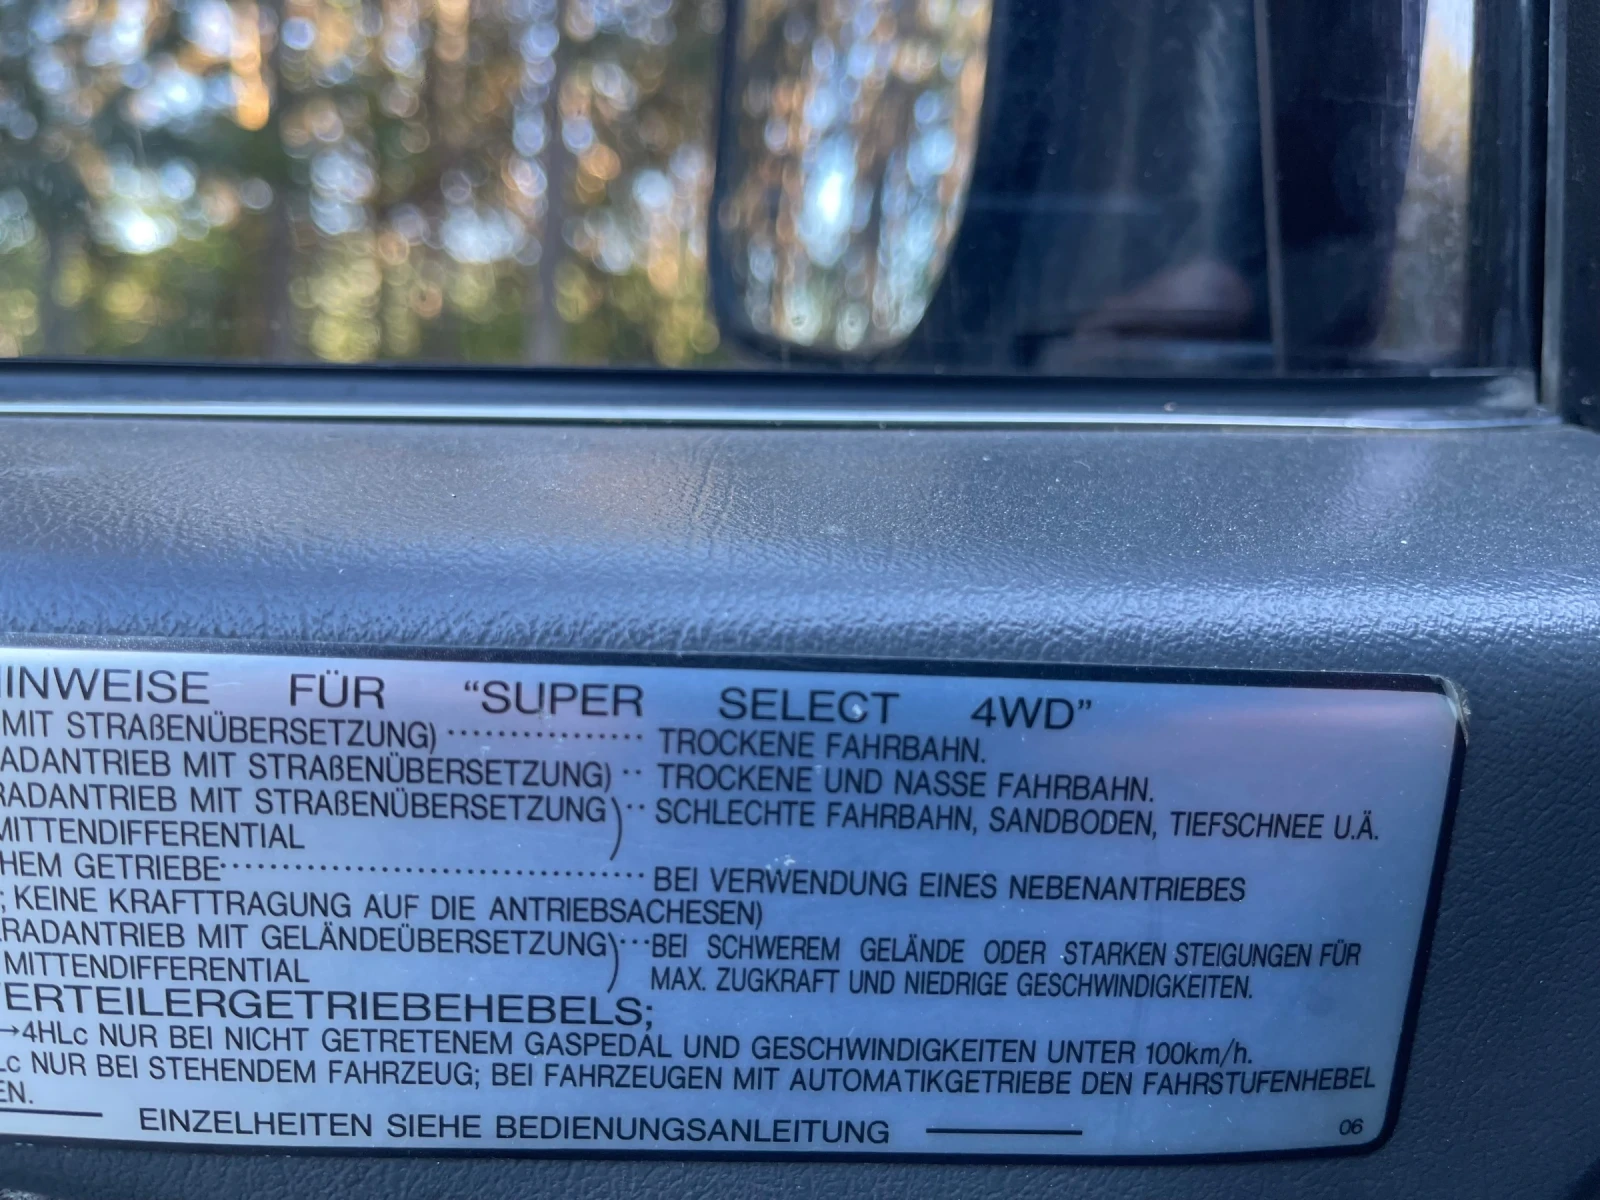 HINWEISE FÜR “SUPER SELECT 4WD”
MIT STRAßENÜBERSETZUNG) ................ TROCKENE FAHRBAHN.
RADANTRIEB MIT STRAßENÜBERSETZUNG) .. TROCKENE UND NASSE FAHRBAHN.
RADANTRIEB MIT STRAßENÜBERSETZUNG) .. SCHLECHTE FAHRBAHN, SANDBODEN, TIEFSCHNEE U.Ä.
MITTENDIFFERENTIAL
CHEM GETRIEBE.................................... BEI VERWENDUNG EINES NEBENANTRIEBES
; KEINE KRAFTTRAGUNG AUF DIE ANTRIEBSACHESEN)
RADANTRIEB MIT GELÄNDEÜBERSETZUNG) ... BEI SCHWEREM GELÄNDE ODER STARKEN STEIGUNGEN FÜR
MITTENDIFFERENTIAL MAX. ZUGKRAFT UND NIEDRIGE GESCHWINDIGKEITEN.
VERTEILERGETRIEBEHEBELS;
→4HLc NUR BEI NICHT GETRETENEM GASPEDAL UND GESCHWINDIGKEITEN UNTER 100km/h.
Lc NUR BEI STEHENDEM FAHRZEUG; BEI FAHRZEUGEN MIT AUTOMATIKGETRIEBE DEN FAHRSTUFENHEBEL
EN.
EINZELHEITEN SIEHE BEDIENUNGSANLEITUNG
06